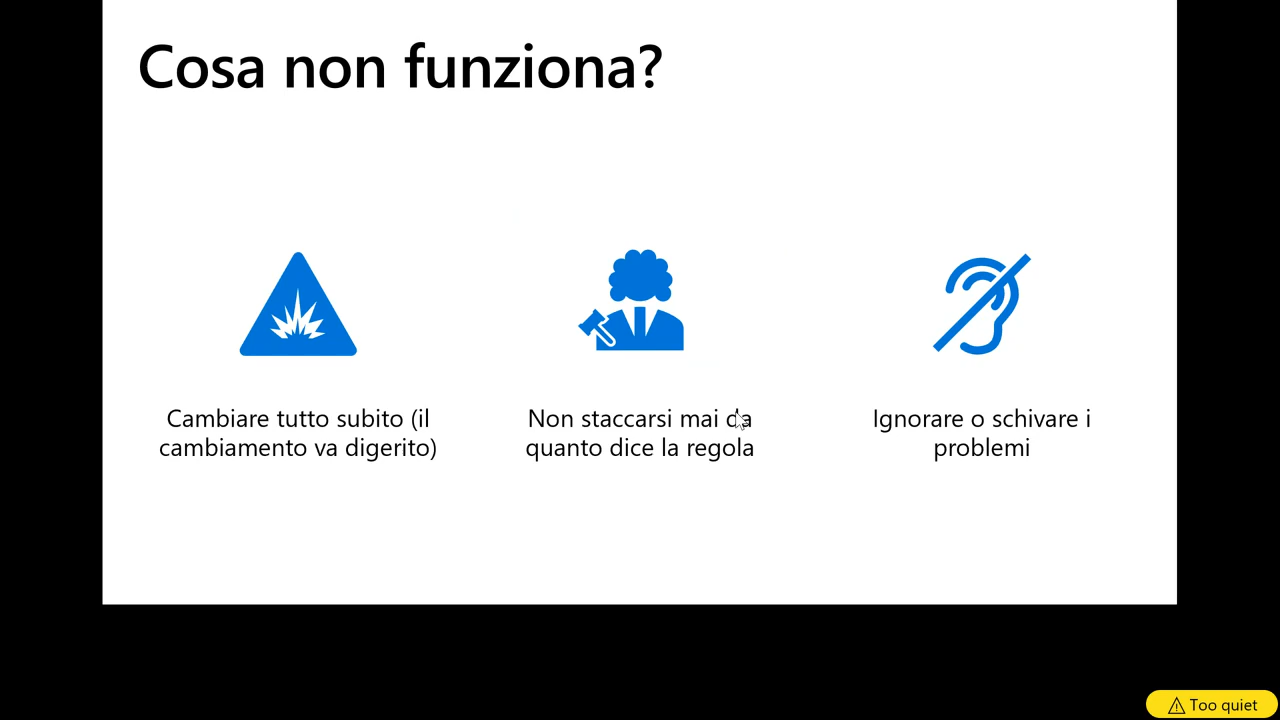 Cosa non funziona?
Cambiare tutto subito (il
cambiamento va digerito)
Non staccarsi mai da
quanto dice la regola
Ignorare o schivare i
problemi
Too quiet